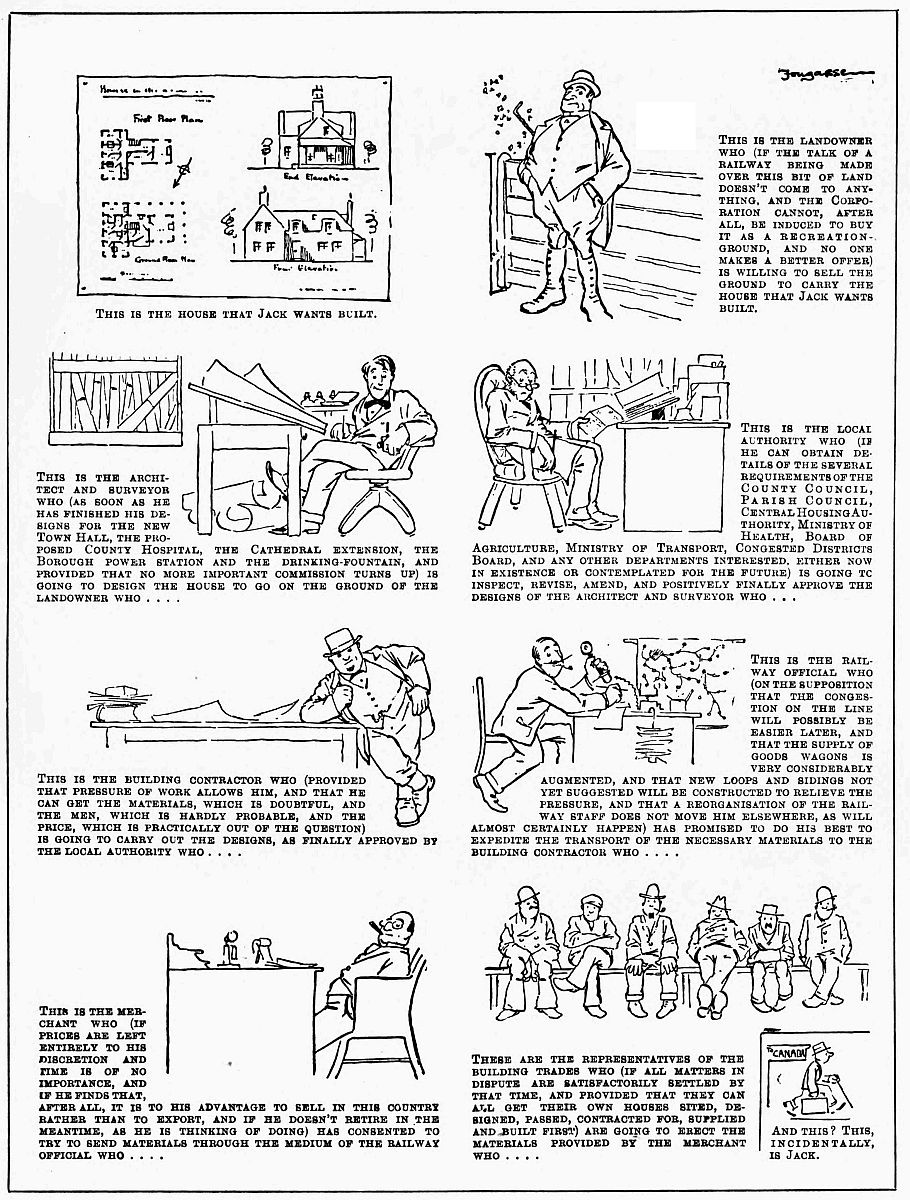 Fougasse
House in the
First Floor Plan
End Elevation
Ground Floor Plan
Front Elevation
THIS IS THE HOUSE THAT JACK WANTS BUILT.
THIS IS THE LANDOWNER
WHO (IF THE TALK OF A
RAILWAY BEING MADE
OVER THIS BIT OF LAND
DOESN'T COME TO ANY-
THING, AND THE CORPO-
RATION CANNOT, AFTER
ALL, BE INDUCED TO BUY
IT AS A RECREATION-
GROUND, AND NO ONE
MAKES A BETTER OFFER)
IS WILLING TO SELL THE
GROUND TO CARRY THE
HOUSE THAT JACK WANTS
BUILT.
THIS IS THE ARCHI-
TECT AND SURVEYOR
WHO (AS SOON AS HE
HAS FINISHED HIS DE-
SIGNS FOR THE NEW
TOWN HALL, THE PRO-
POSED COUNTY HOSPITAL, THE CATHEDRAL EXTENSION, THE
BOROUGH POWER STATION AND THE DRINKING-FOUNTAIN, AND
PROVIDED THAT NO MORE IMPORTANT COMMISSION TURNS UP) IS
GOING TO DESIGN THE HOUSE TO GO ON THE GROUND OF THE
LANDOWNER WHO . . . .
THIS IS THE LOCAL
AUTHORITY WHO (IF
HE CAN OBTAIN DE-
TAILS OF THE SEVERAL
REQUIREMENTS OF THE
COUNTY COUNCIL,
PARISH COUNCIL,
CENTRAL HOUSING AU-
THORITY, MINISTRY OF
HEALTH, BOARD OF
AGRICULTURE, MINISTRY OF TRANSPORT, CONGESTED DISTRICTS
BOARD, AND ANY OTHER DEPARTMENTS INTERESTED. EITHER NOW
IN EXISTENCE OR CONTEMPLATED FOR THE FUTURE) IS GOING TO
INSPECT, REVISE, AMEND, AND POSITIVELY FINALLY APPROVE THE
DESIGNS OF THE ARCHITECT AND SURVEYOR WHO . . .
THIS IS THE BUILDING CONTRACTOR WHO (PROVIDED
THAT PRESSURE OF WORK ALLOWS HIM, AND THAT HE
CAN GET THE MATERIALS, WHICH IS DOUBTFUL, AND
THE MEN, WHICH IS HARDLY PROBABLE, AND THE
PRICE, WHICH IS PRACTICALLY OUT OF THE QUESTION)
IS GOING TO CARRY OUT THE DESIGNS, AS FINALLY APPROVED BY
THE LOCAL AUTHORITY WHO . . . .
THIS IS THE RAIL-
WAY OFFICIAL WHO
(ON THE SUPPOSITION
THAT THE CONGES-
TION ON THE LINE
WILL POSSIBLY BE
EASIER LATER, AND
THAT THE SUPPLY OF
GOODS WAGONS IS
VERY CONSIDERABLY
AUGMENTED, AND THAT NEW LOOPS AND SIDINGS NOT
YET SUGGESTED WILL BE CONSTRUCTED TO RELIEVE THE
PRESSURE, AND THAT A REORGANISATION OF THE RAIL-
WAY STAFF DOES NOT MOVE HIM ELSEWHERE, AS WILL
ALMOST CERTAINLY HAPPEN) HAS PROMISED TO DO HIS BEST TO
EXPEDITE THE TRANSPORT OF THE NECESSARY MATERIALS TO THE
BUILDING CONTRACTOR WHO . . . .
THIS IS THE MER-
CHANT WHO (IF
PRICES ARE LEFT
ENTIRELY TO HIS
DISCRETION AND
TIME IS OF NO
IMPORTANCE, AND
IF HE FINDS THAT,
AFTER ALL, IT IS TO HIS ADVANTAGE TO SELL IN THIS COUNTRY
RATHER THAN TO EXPORT, AND IF HE DOESN'T RETIRE IN THE
MEANTIME, AS HE IS THINKING OF DOING) HAS CONSENTED TO
TRY TO SEND MATERIALS THROUGH THE MEDIUM OF THE RAILWAY
OFFICIAL WHO . . . .
THESE ARE THE REPRESENTATIVES OF THE
BUILDING TRADES WHO (IF ALL MATTERS IN
DISPUTE ARE SATISFACTORILY SETTLED BY
THAT TIME, AND PROVIDED THAT THEY CAN
ALL GET THEIR OWN HOUSES SITED, DE-
SIGNED, PASSED, CONTRACTED FOR, SUPPLIED
AND BUILT FIRST) ARE GOING TO ERECT THE
MATERIALS PROVIDED BY THE MERCHANT
WHO . . . .
TO CANADA
AND THIS? THIS,
INCIDENTALLY,
IS JACK.